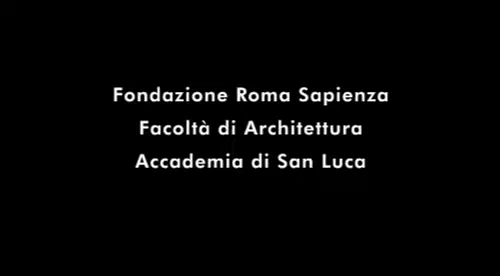 Fondazione Roma Sapienza
Facoltà di Architettura
Accademia di San Luca